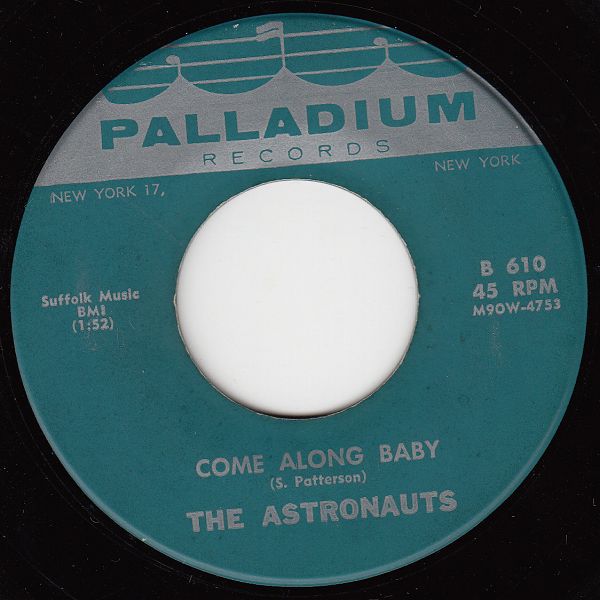 PALLADIUM
RECORDS
NEW YORK 17,
NEW YORK
Suffolk Music
BMI
(1:52)
B 610
45 RPM
M9OW-4753
COME ALONG BABY
(S. Patterson)
THE ASTRONAUTS